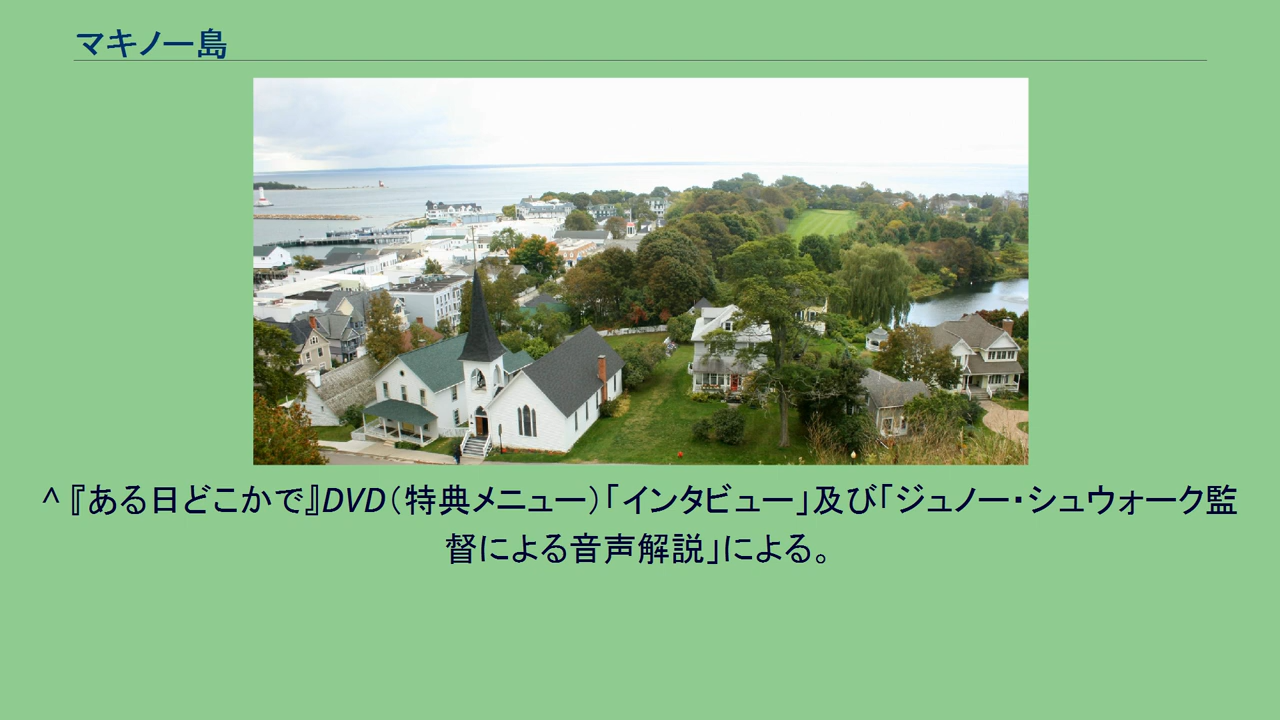 マキノー島
^ 『ある日どこかで』DVD（特典メニュー）「インタビュー」及び「ジュノー・シュウォーク監
督による音声解説」による。